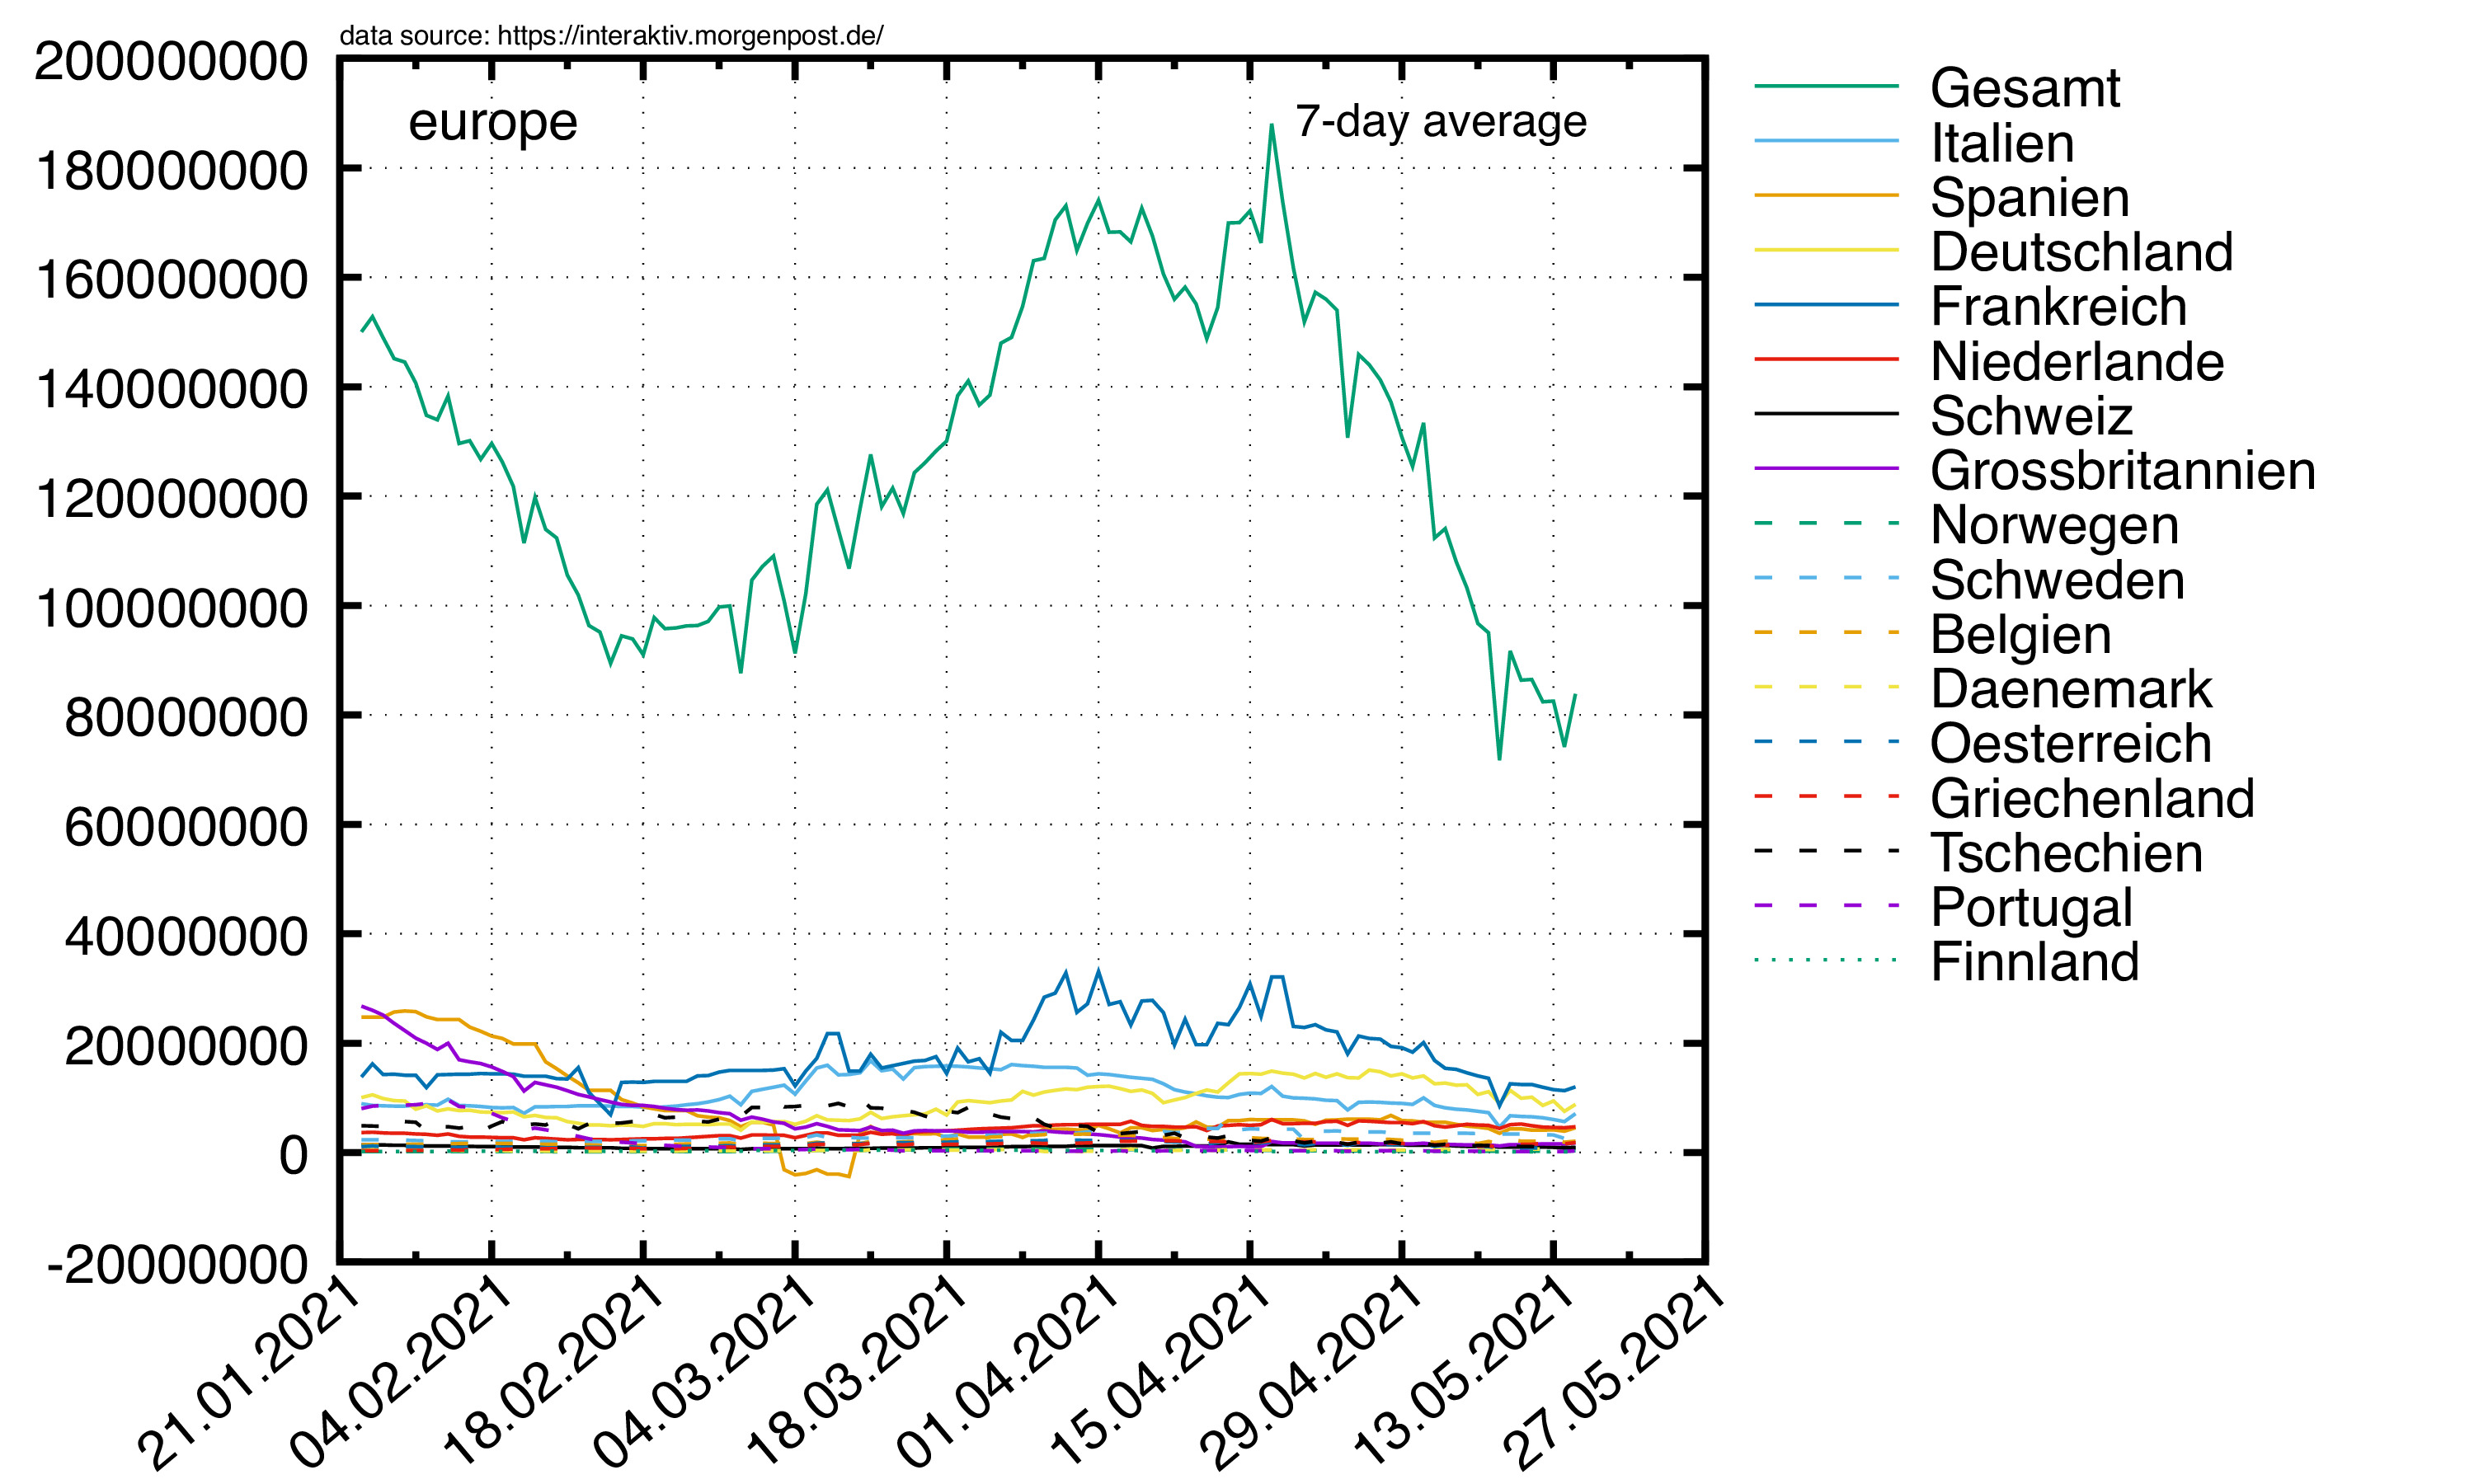 data source: https://interaktiv.morgenpost.de/
europe
7-day average
200000000
180000000
160000000
140000000
120000000
100000000
80000000
60000000
40000000
20000000
0
-20000000
21.01.2021
04.02.2021
18.02.2021
04.03.2021
18.03.2021
01.04.2021
15.04.2021
29.04.2021
13.05.2021
27.05.2021
Gesamt
Italien
Spanien
Deutschland
Frankreich
Niederlande
Schweiz
Grossbritannien
Norwegen
Schweden
Belgien
Daenemark
Oesterreich
Griechenland
Tschechien
Portugal
Finnland